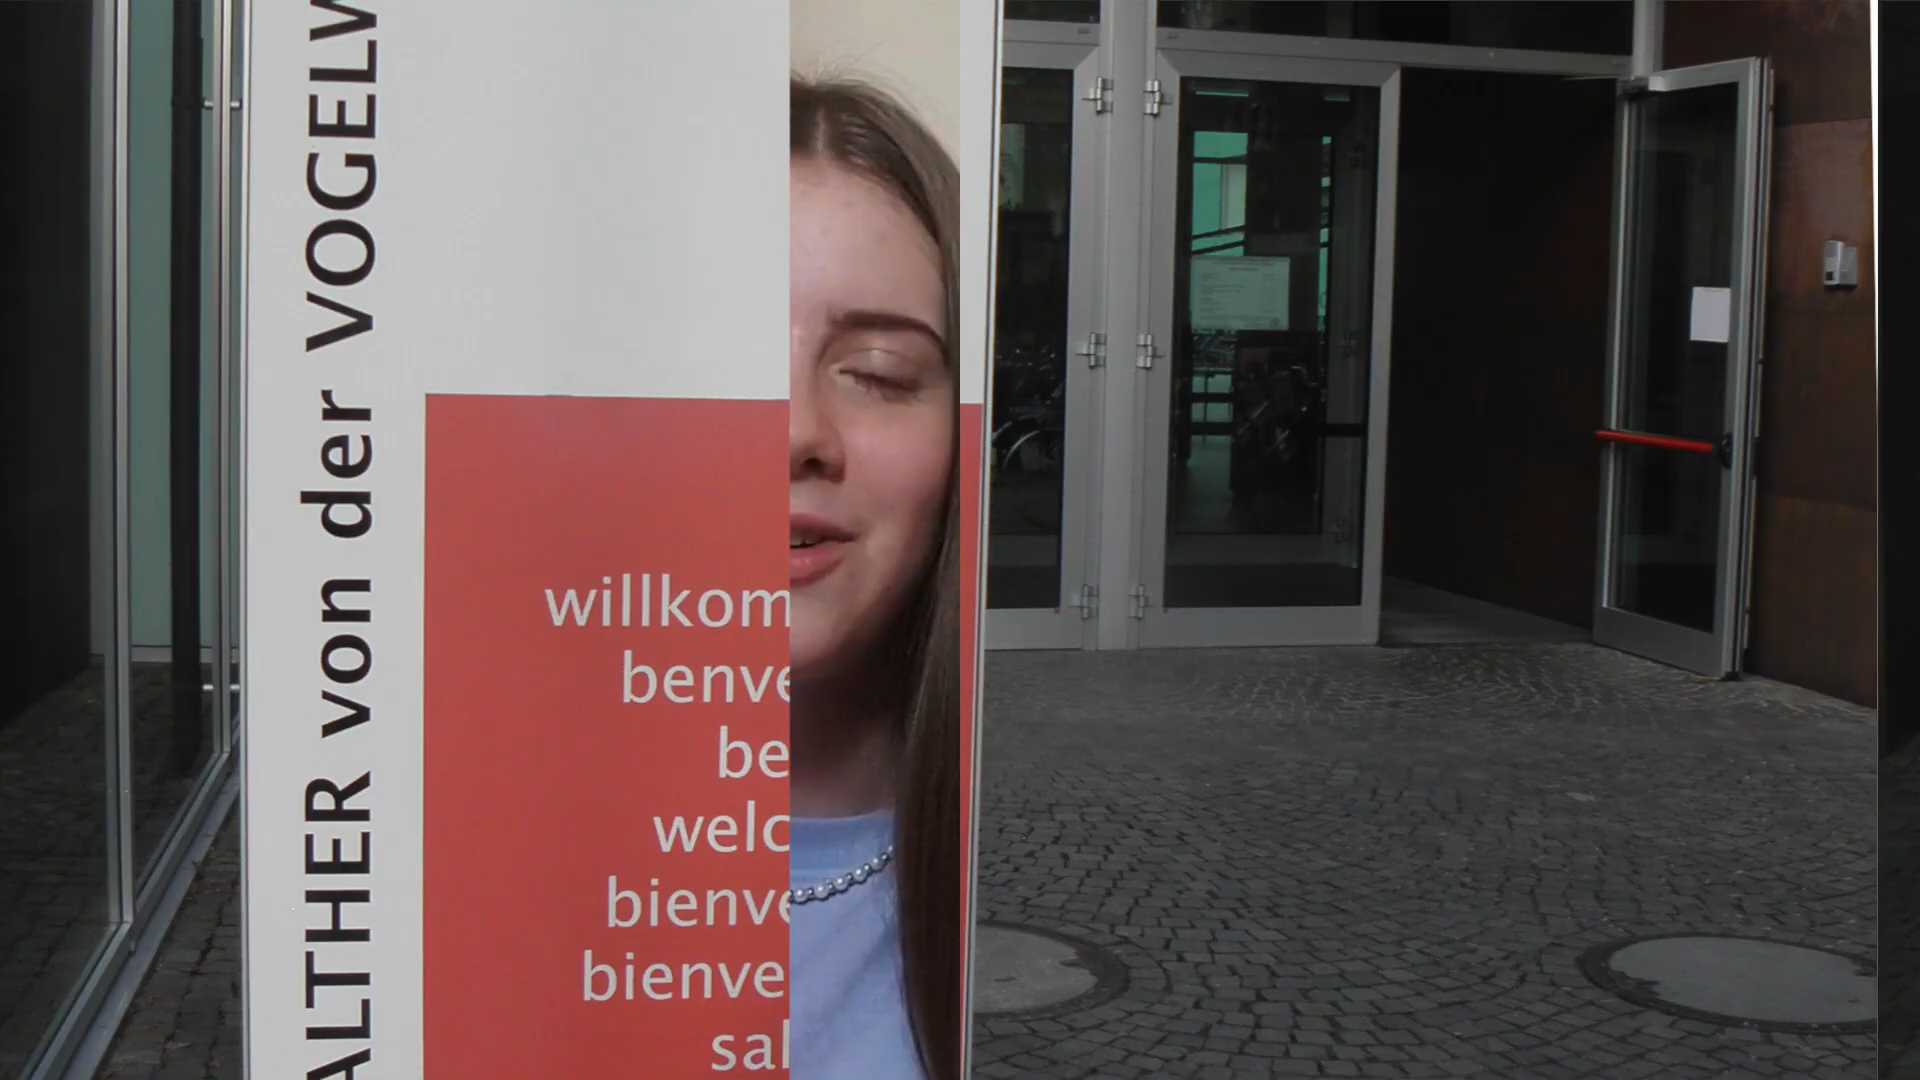 ALTHER von der VOGELW
willkom
benve
be
welc
bienve
bienve
sal